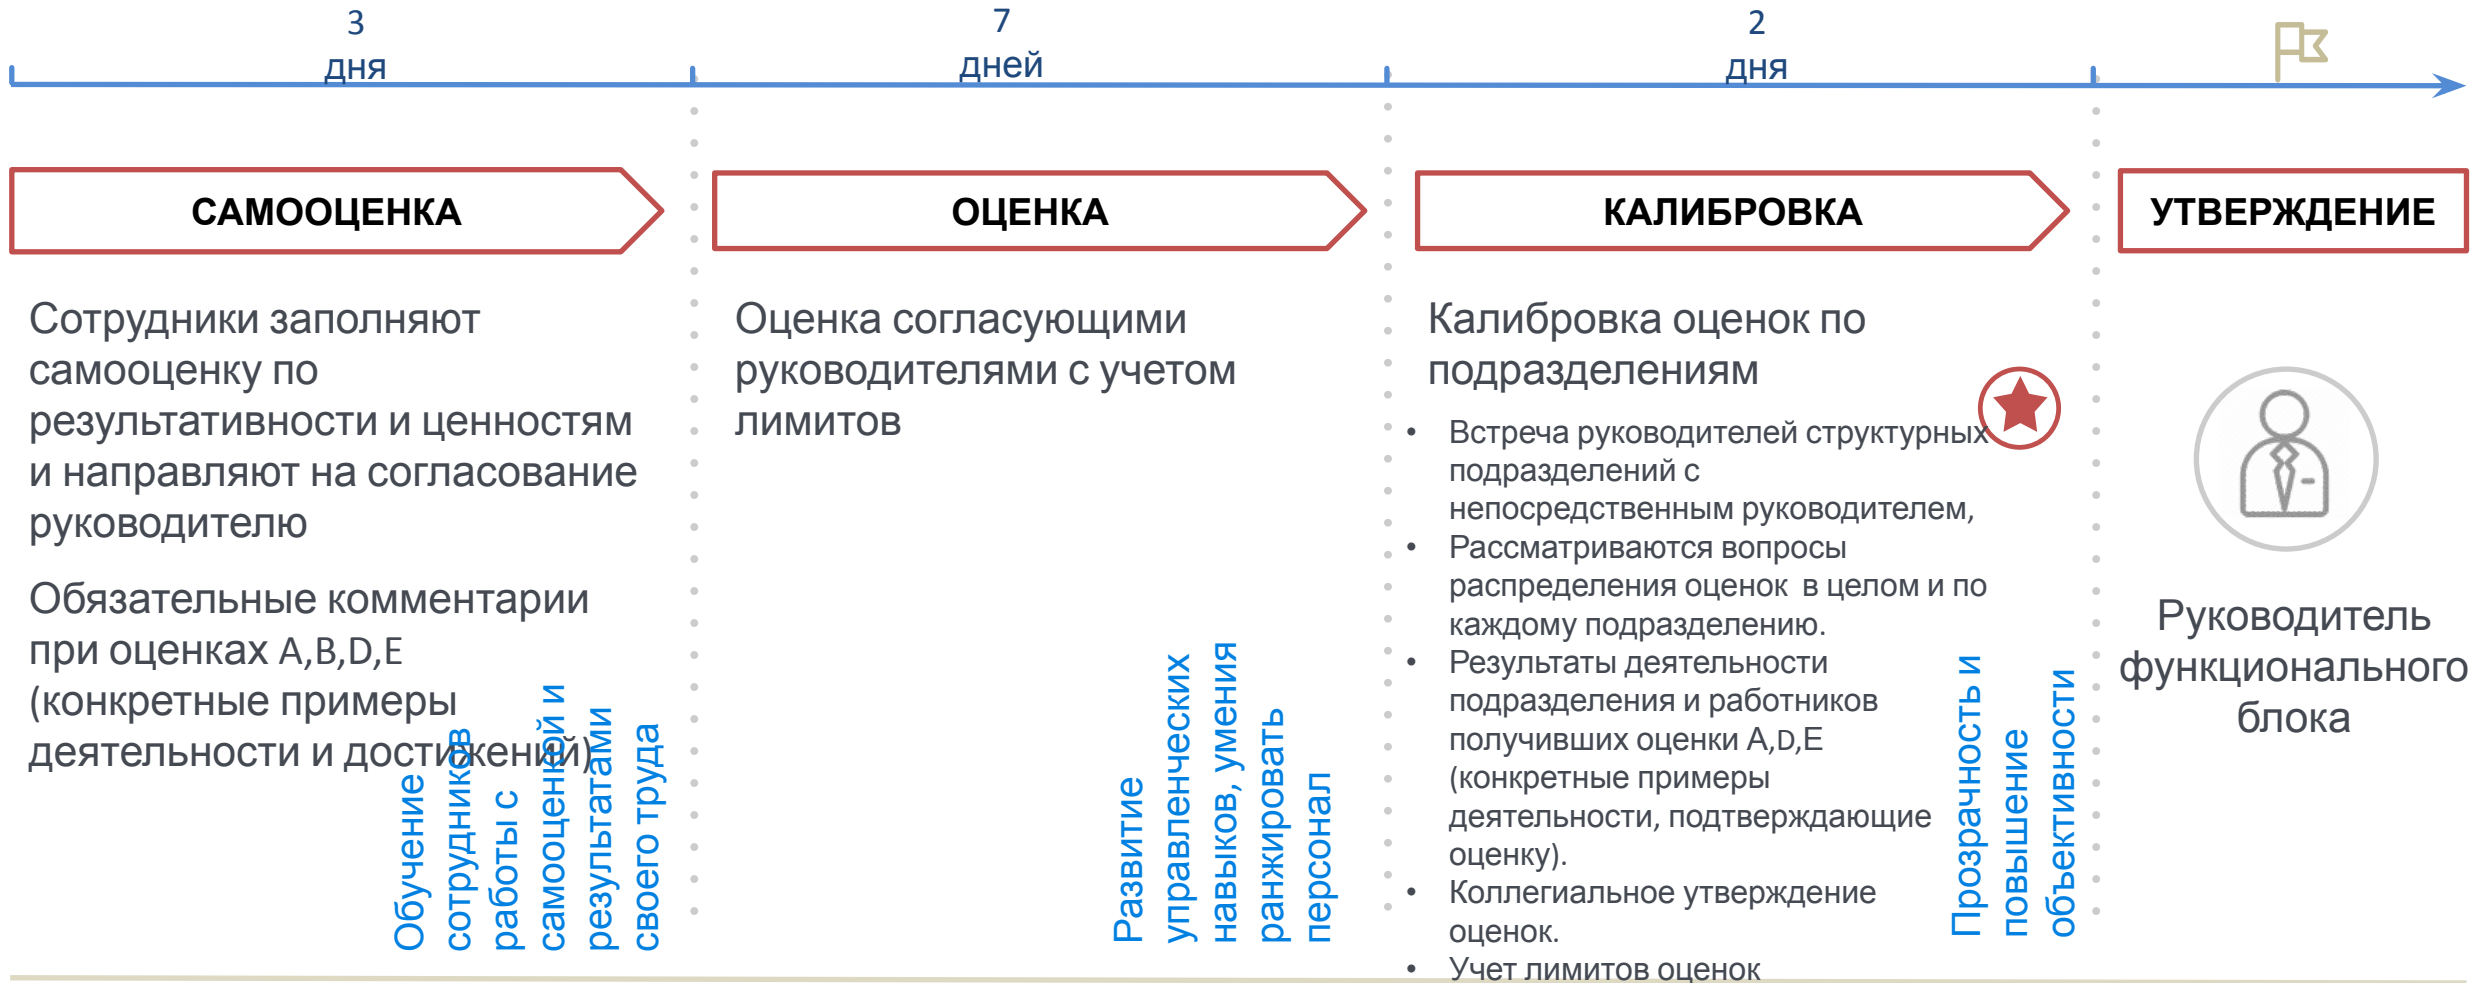 3
дня
7
дней
2
дня
САМООЦЕНКА
ОЦЕНКА
КАЛИБРОВКА
УТВЕРЖДЕНИЕ
Сотрудники заполняют
самооценку по
результативности и ценностям
и направляют на согласование
руководителю
Обязательные комментарии
при оценках A,B,D,E
(конкретные примеры
деятельности и достижений)
Обучение
сотрудников
работы с
самооценкой и
результатами
своего труда
Оценка согласующими
руководителями с учетом
лимитов
Развитие
управленческих
навыков, умения
ранжировать
персонал
Калибровка оценок по
подразделениям
• Встреча руководителей структурных
подразделений с
непосредственным руководителем,
• Рассматриваются вопросы
распределения оценок в целом и по
каждому подразделению.
• Результаты деятельности
подразделения и работников
получивших оценки A,D,E
(конкретные примеры
деятельности, подтверждающие
оценку).
• Коллегиальное утверждение
оценок.
• Учет лимитов оценок
Прозрачность и
повышение
объективности
Руководитель
функционального
блока